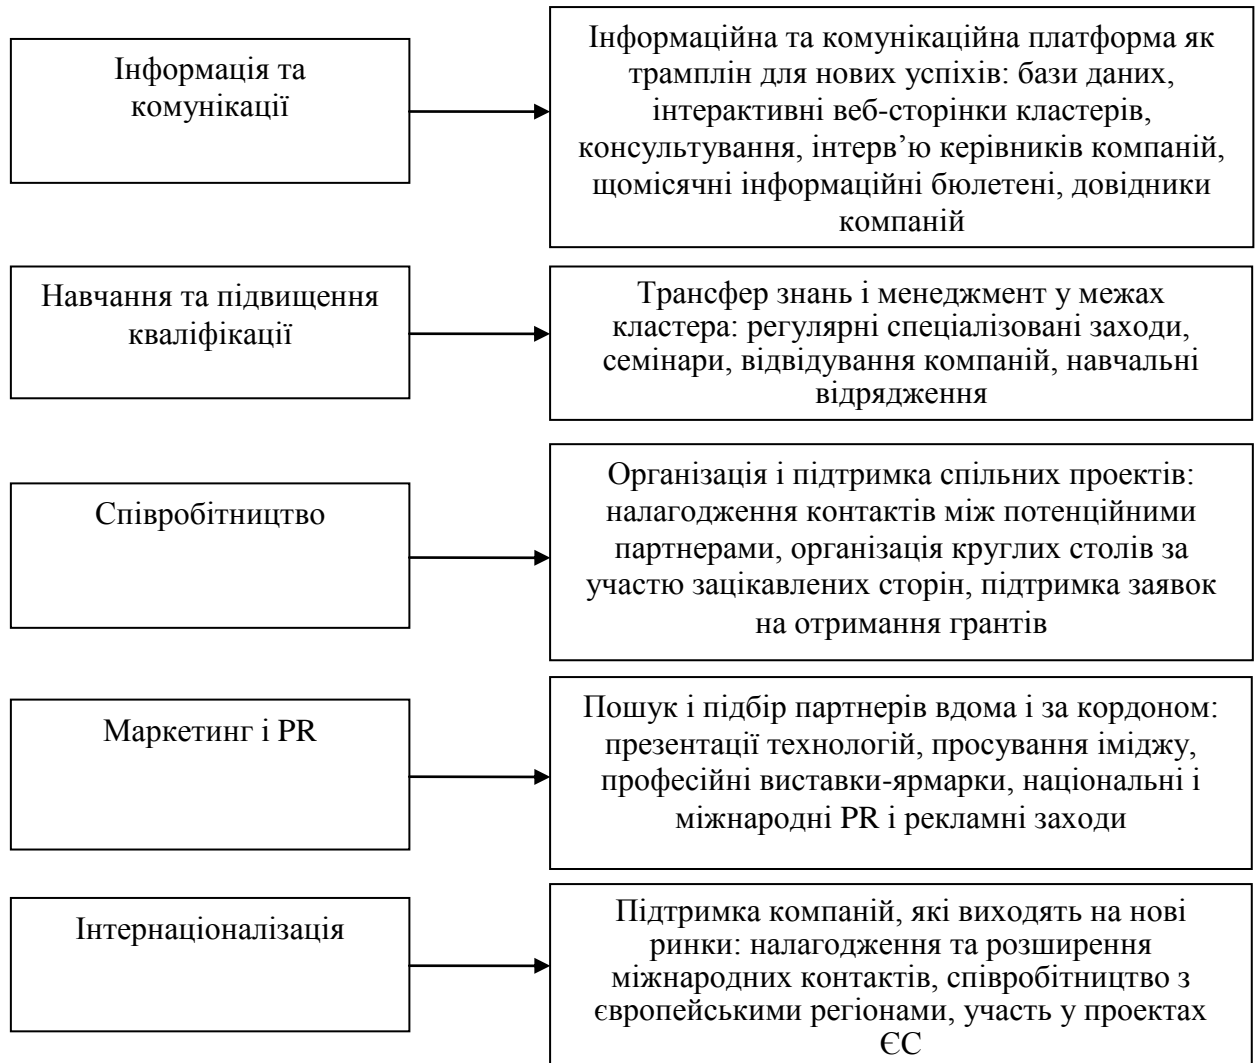 Інформація та
комунікації
Інформаційна та комунікаційна платформа як
трамплін для нових успіхів: бази даних,
інтерактивні веб-сторінки кластерів,
консультування, інтерв’ю керівників компаній,
щомісячні інформаційні бюлетені, довідники
компаній
Навчання та підвищення
кваліфікації
Трансфер знань і менеджмент у межах
кластера: регулярні спеціалізовані заходи,
семінари, відвідування компаній, навчальні
відрядження
Співробітництво
Організація і підтримка спільних проектів:
налагодження контактів між потенційними
партнерами, організація круглих столів за
участю зацікавлених сторін, підтримка заявок
на отримання грантів
Маркетинг і PR
Пошук і підбір партнерів вдома і за кордоном:
презентації технологій, просування іміджу,
професійні виставки-ярмарки, національні і
міжнародні PR і рекламні заходи
Інтернаціоналізація
Підтримка компаній, які виходять на нові
ринки: налагодження та розширення
міжнародних контактів, співробітництво з
європейськими регіонами, участь у проектах
ЄС